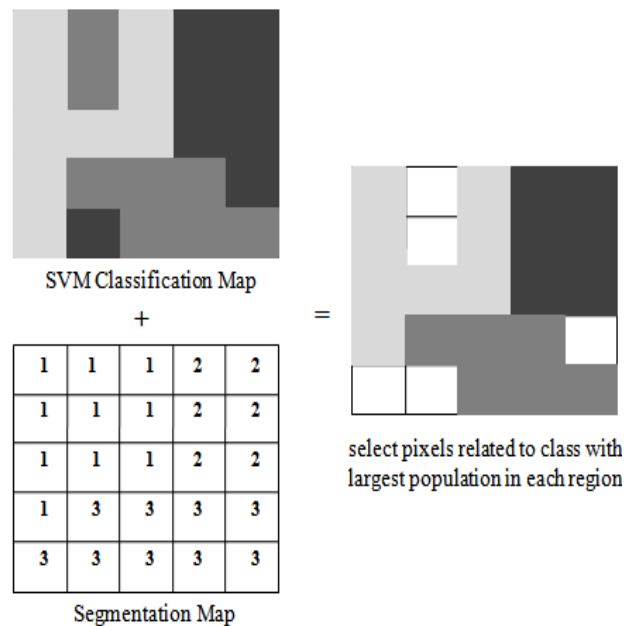 SVM Classification Map
+
=
1 1 1 2 2
1 1 1 2 2
1 1 1 2 2
1 3 3 3 3
3 3 3 3 3
Segmentation Map
select pixels related to class with
largest population in each region